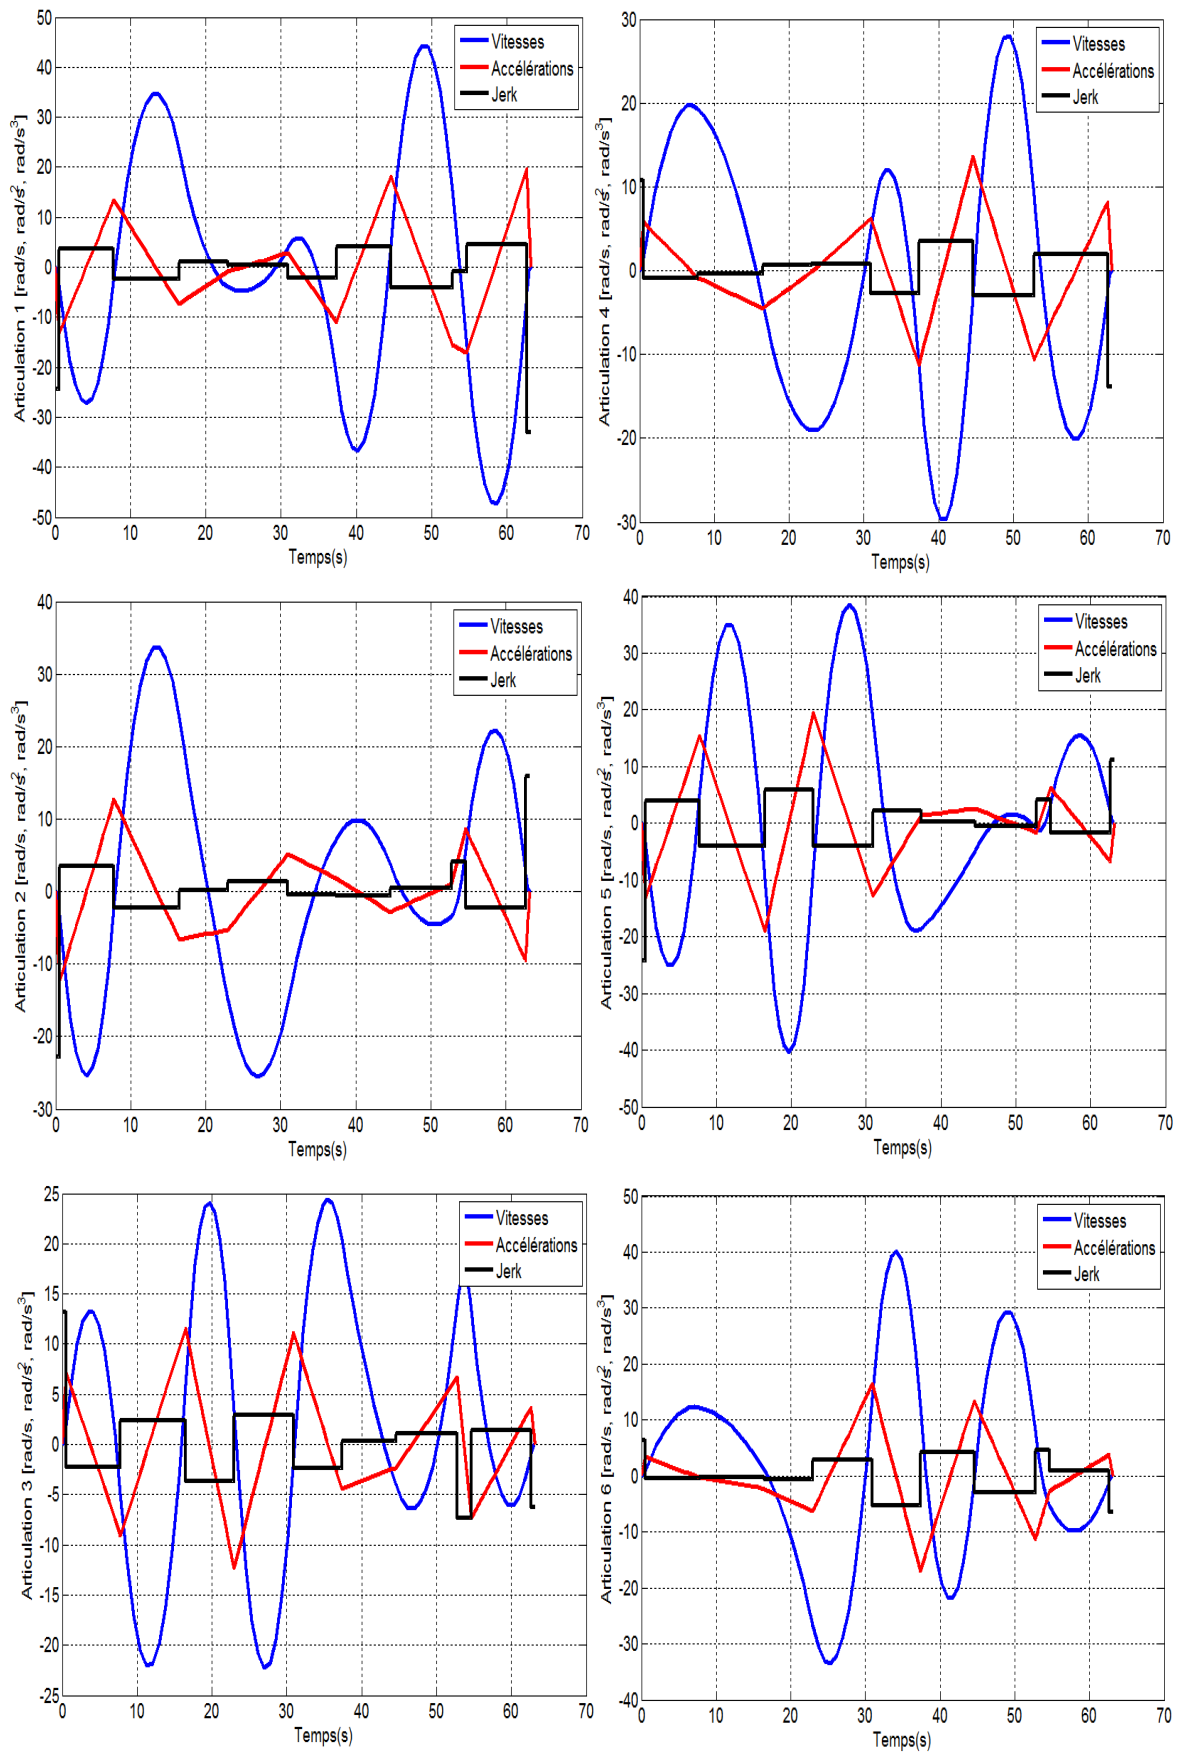 50
40
30
20
10
0
-10
-20
-30
-40
-50
Articulation 1 [rad/s, rad/s², rad/s³]
Vitesses
Accélérations
Jerk
0 10 20 30 40 50 60 70
Temps(s)
30
20
10
0
-10
-20
-30
Articulation 4 [rad/s, rad/s², rad/s³]
Vitesses
Accélérations
Jerk
0 10 20 30 40 50 60 70
Temps(s)
40
30
20
10
0
-10
-20
-30
Articulation 2 [rad/s, rad/s², rad/s³]
Vitesses
Accélérations
Jerk
0 10 20 30 40 50 60 70
Temps(s)
40
30
20
10
0
-10
-20
-30
-40
-50
Articulation 5 [rad/s, rad/s², rad/s³]
Vitesses
Accélérations
Jerk
0 10 20 30 40 50 60 70
Temps(s)
25
20
15
10
5
0
-5
-10
-15
-20
-25
Articulation 3 [rad/s, rad/s², rad/s³]
Vitesses
Accélérations
Jerk
0 10 20 30 40 50 60 70
Temps(s)
50
40
30
20
10
0
-10
-20
-30
-40
Articulation 6 [rad/s, rad/s², rad/s³]
Vitesses
Accélérations
Jerk
0 10 20 30 40 50 60 70
Temps(s)